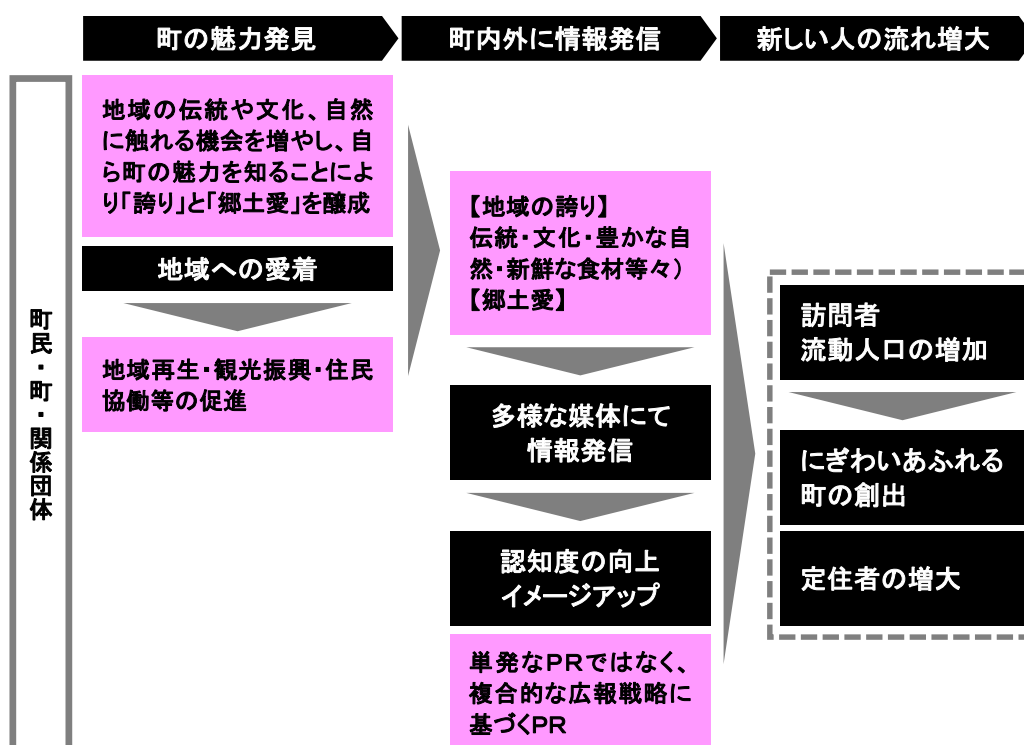 町の魅力発見
町内外に情報発信
新しい人の流れ増大
町民・町・関係団体
地域の伝統や文化、自然
に触れる機会を増やし、自
ら町の魅力を知ることによ
り「誇り」と「郷土愛」を醸成
地域への愛着
地域再生・観光振興・住民
協働等の促進
【地域の誇り】
伝統・文化・豊かな自
然・新鮮な食材等々）
【郷土愛】
多様な媒体にて
情報発信
認知度の向上
イメージアップ
単発なＰＲではなく、
複合的な広報戦略に
基づくＰＲ
訪問者
流動人口の増加
にぎわいあふれる
町の創出
定住者の増大